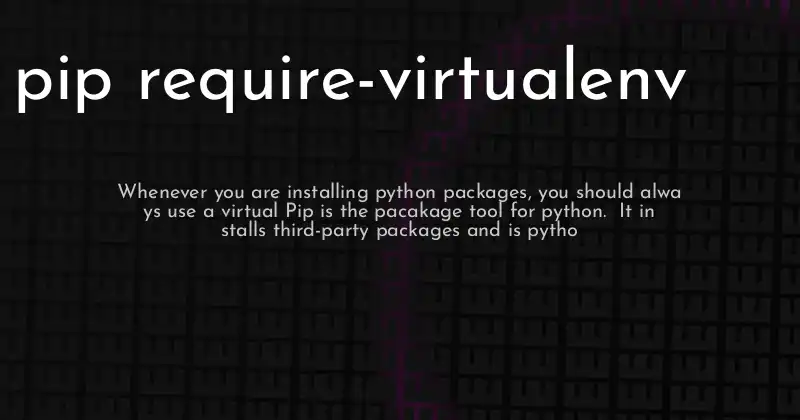 pip require-virtualenv
Whenever you are installing python packages, you should alwa
ys use a virtual Pip is the pacakage tool for python.  It in
stalls third-party packages and is pytho